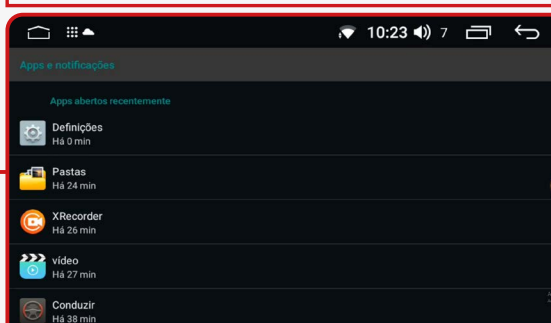 10:23 7
Apps e notificações
Apps abertos recentemente
Definições
Há 0 min
Pastas
Há 24 min
XRecorder
Há 26 min
vídeo
Há 27 min
Conduzir
Há 38 min